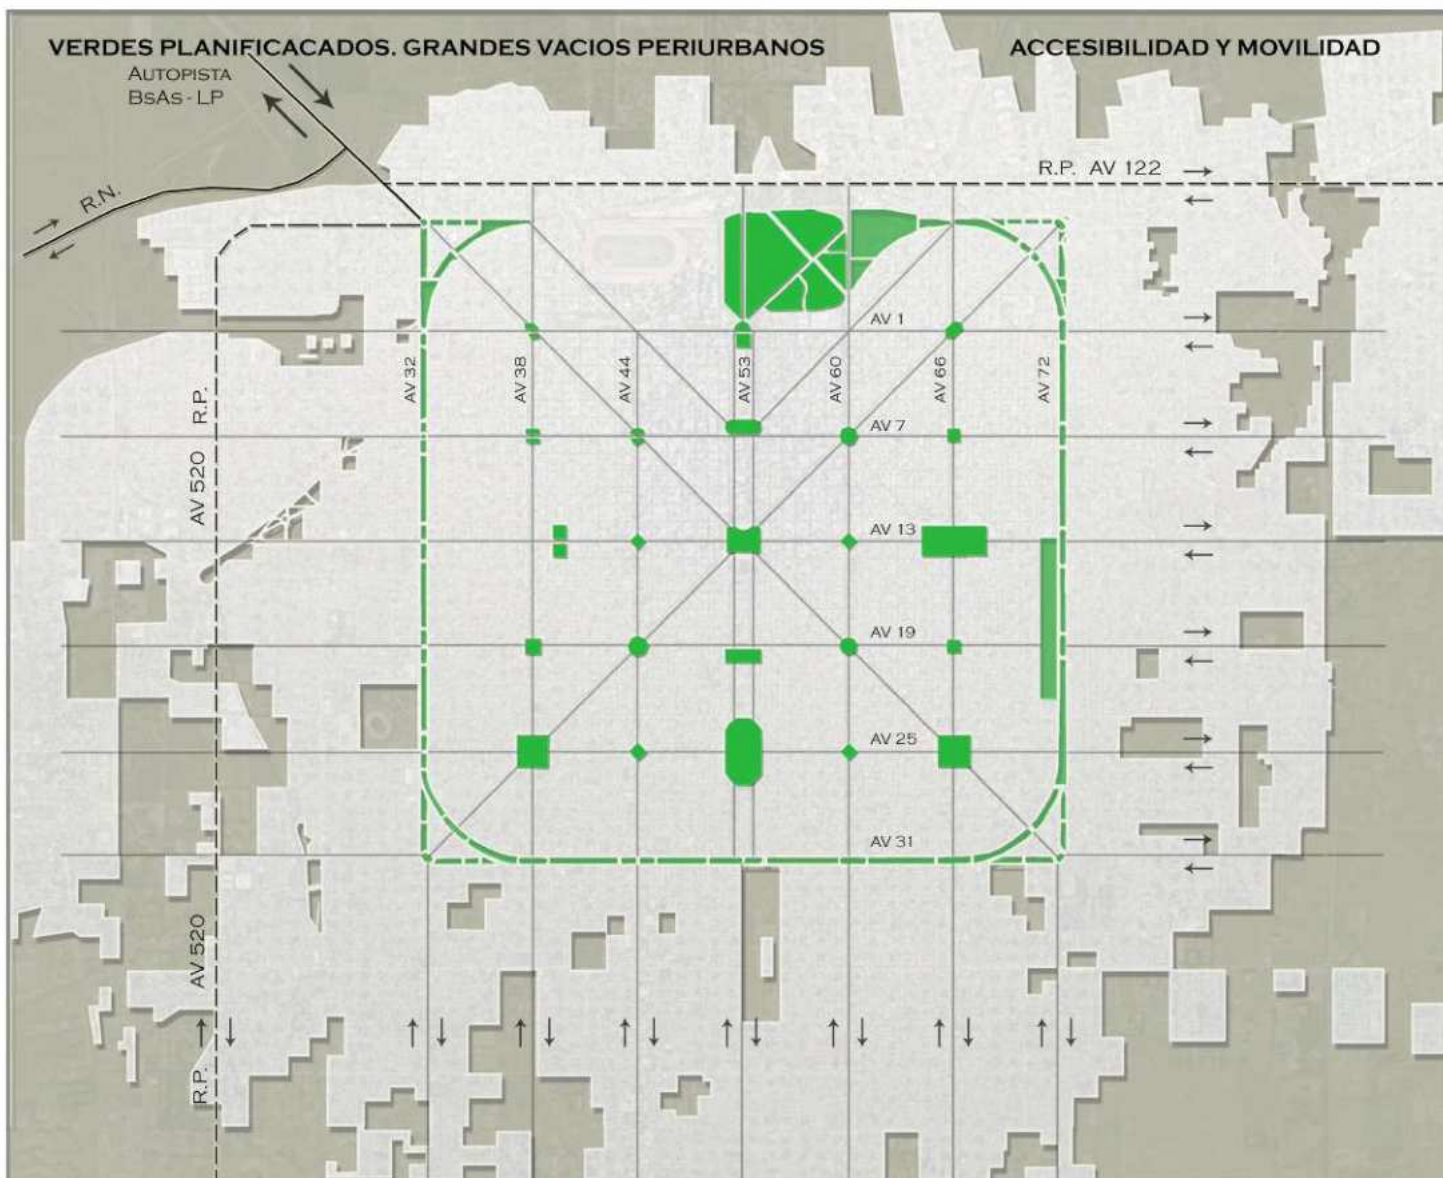 VERDES PLANIFICACADOS. GRANDES VACIOS PERIURBANOS
ACCESIBILIDAD Y MOVILIDAD
AUTOPISTA
BSAS - LP
R.N.
R.P. AV 122
AV 1
AV 32
AV 38
AV 44
AV 53
AV 60
AV 66
AV 72
AV 520 R.P.
AV 7
AV 13
AV 19
AV 25
AV 31
R.P. AV 520